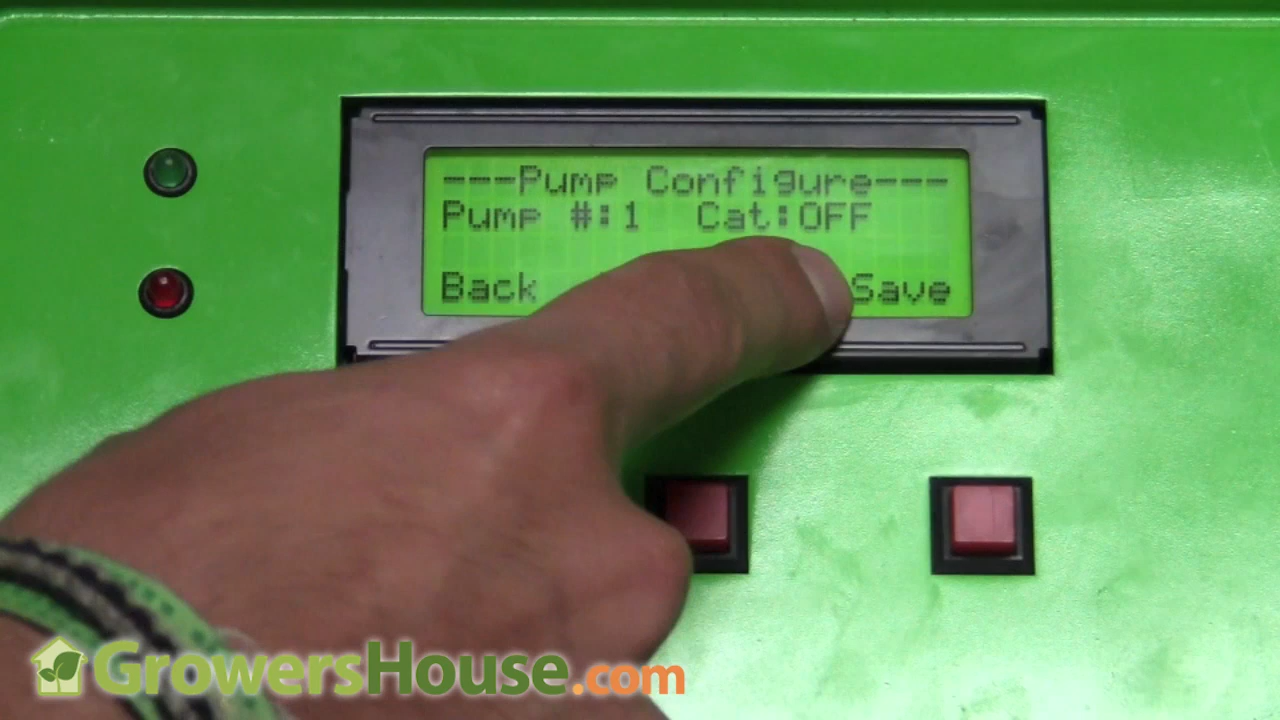 ---Pump Configure---
Pump #:1 Cat:OFF
Back Save
GrowersHouse.com